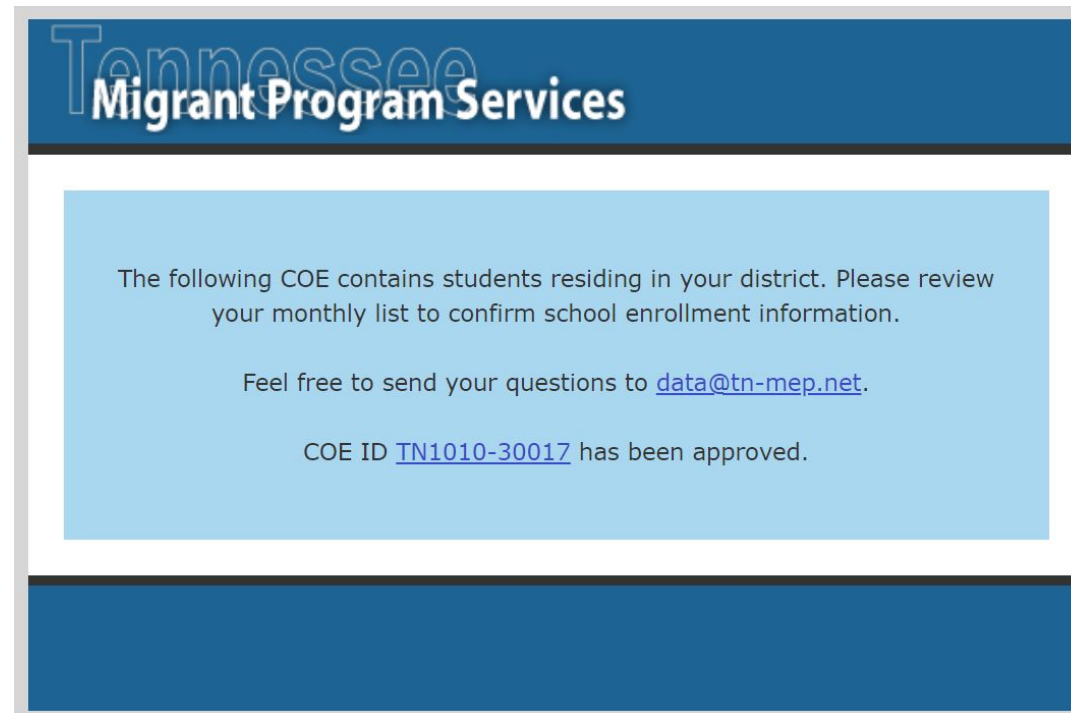 Tennessee
Migrant Program Services
The following COE contains students residing in your district. Please review
your monthly list to confirm school enrollment information.
Feel free to send your questions to data@tn-mep.net.
COE ID TN1010-30017 has been approved.